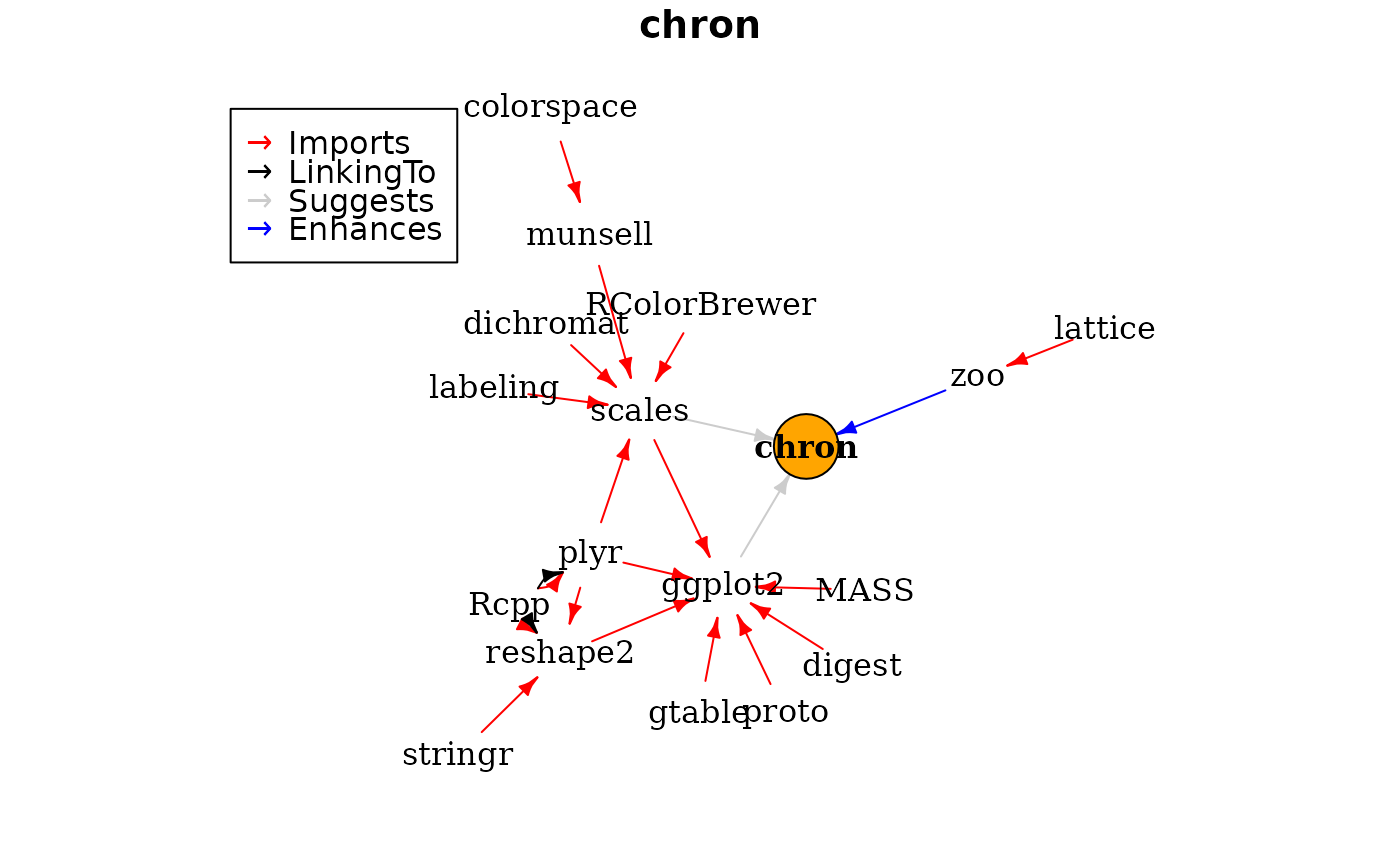 chron
colorspace
→ Imports
→ LinkingTo
→ Suggests
→ Enhances
munsell
RColorBrewer
dichromat
lattice
zoo
labeling
scales
chron
plyr
ggplot2
MASS
Rcpp
reshape2
digest
gtable
proto
stringr